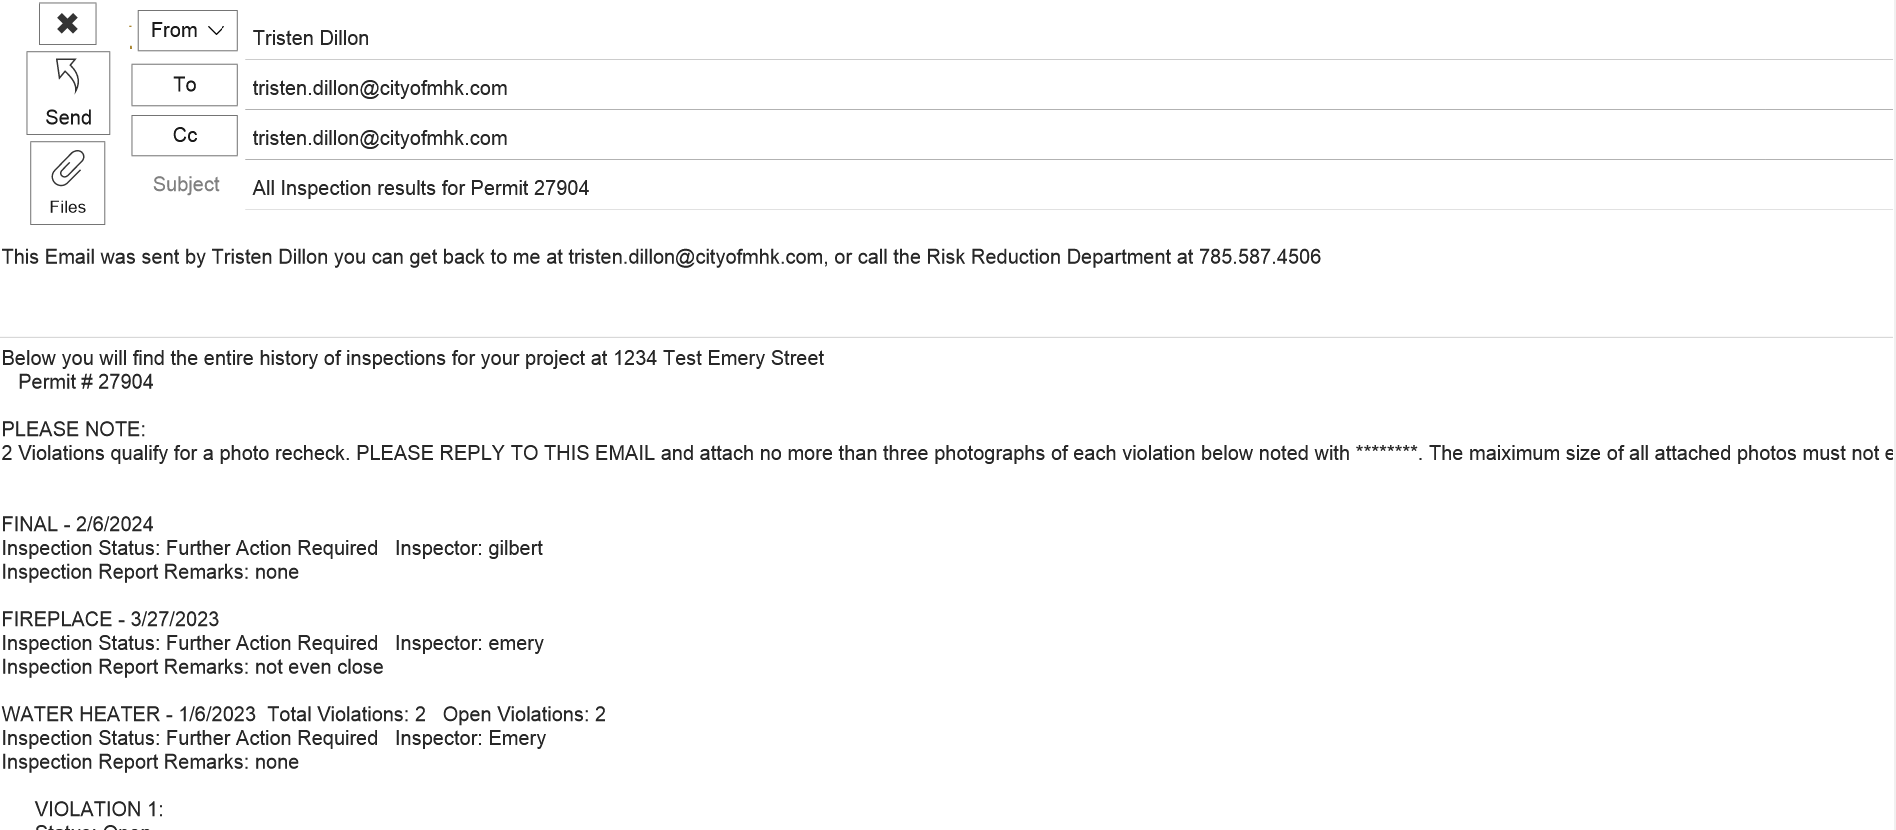 From
Tristen Dillon
Send
To
tristen.dillon@cityofmhk.com
Cc
tristen.dillon@cityofmhk.com
Files
Subject
All Inspection results for Permit 27904
This Email was sent by Tristen Dillon you can get back to me at tristen.dillon@cityofmhk.com, or call the Risk Reduction Department at 785.587.4506
Below you will find the entire history of inspections for your project at 1234 Test Emery Street
Permit # 27904
PLEASE NOTE:
2 Violations qualify for a photo recheck. PLEASE REPLY TO THIS EMAIL and attach no more than three photographs of each violation below noted with ********. The maiximum size of all attached photos must not
FINAL - 2/6/2024
Inspection Status: Further Action Required Inspector: gilbert
Inspection Report Remarks: none
FIREPLACE - 3/27/2023
Inspection Status: Further Action Required Inspector: emery
Inspection Report Remarks: not even close
WATER HEATER - 1/6/2023 Total Violations: 2 Open Violations: 2
Inspection Status: Further Action Required Inspector: Emery
Inspection Report Remarks: none
VIOLATION 1:
Status: Open